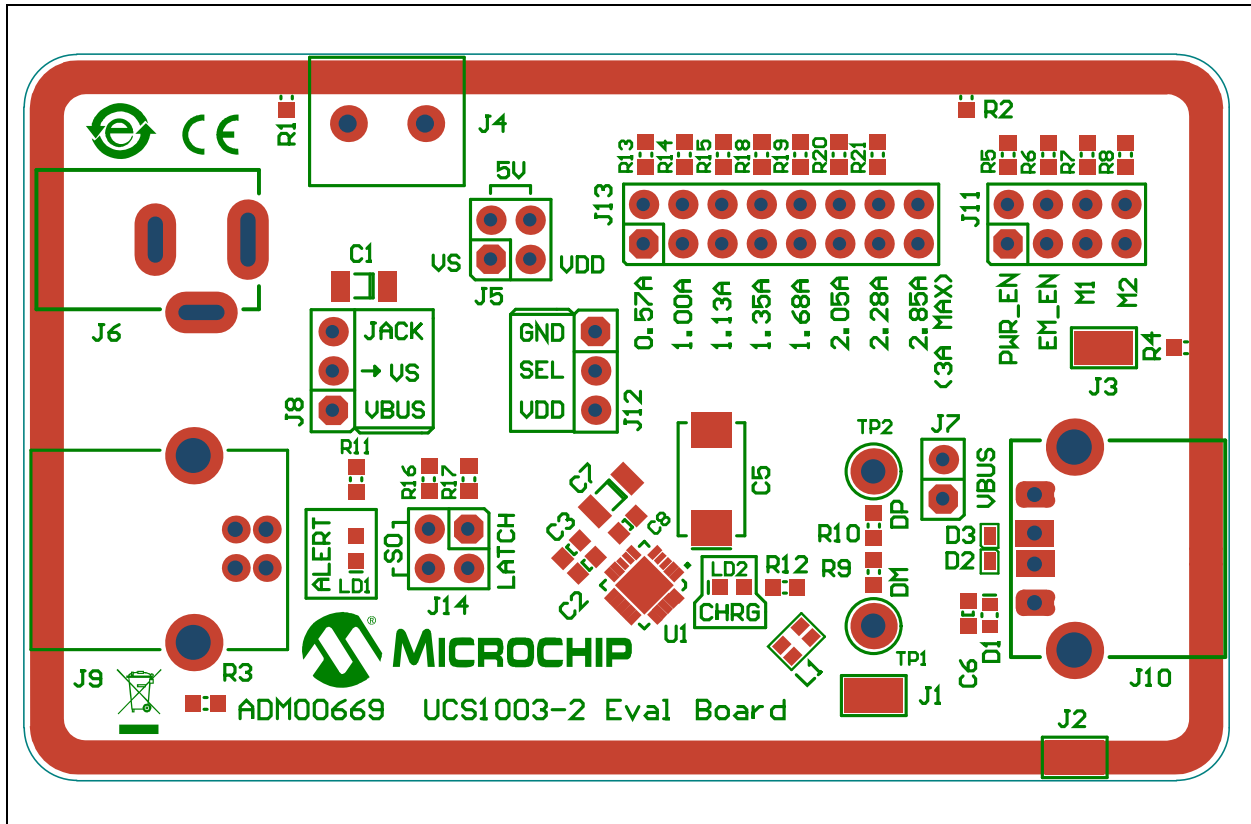 e CE
R1
J4
R2
R13 R14 R15 R18 R19 R20 R21
R5 R6 R7 R8
5V
J13
J11
VS
VDD
J5
C1
J6
0.57A 1.00A 1.13A 1.35A 1.68A 2.05A 2.28A 2.85A
(3A MAX)
PWR_EN EM_EN M1 M2
R4
J3
JACK
→ VS
VBUS
J8
GND
SEL
VDD
J12
R11
R16 R17
C7
C5
TP2
J7
VBUS
ALERT
LD1
SO1
LATCH
J14
C3
C8
C2
U1
LD2
CHRG
R12
R10
DP
R9
DM
D3
D2
TP1
C6
D1
L1
J9
R3
MICROCHIP ®
J1
J10
J2
ADM00669 UCS1003-2 Eval Board